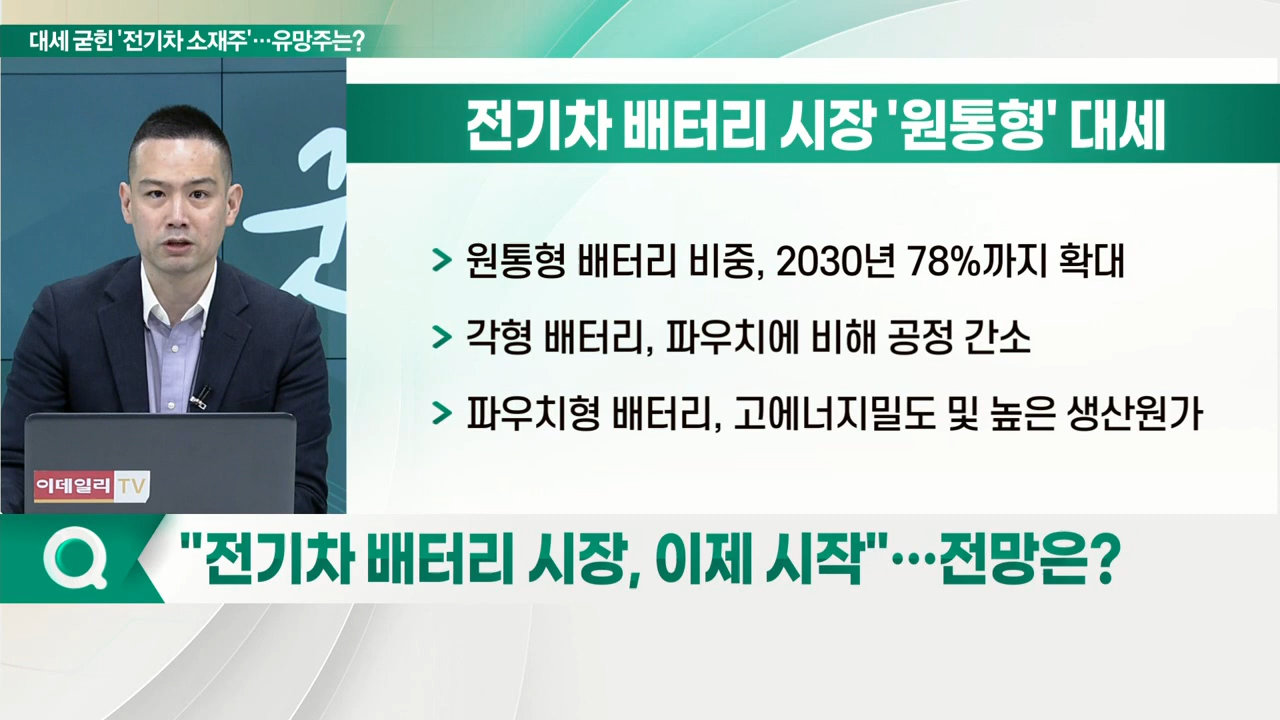 대세 굳힌 '전기차 소재주'…유망주는?
전기차 배터리 시장 '원통형' 대세
> 원통형 배터리 비중, 2030년 78%까지 확대
> 각형 배터리, 파우치에 비해 공정 간소
> 파우치형 배터리, 고에너지밀도 및 높은 생산원가
이데일리 TV
Q "전기차 배터리 시장, 이제 시작"…전망은?